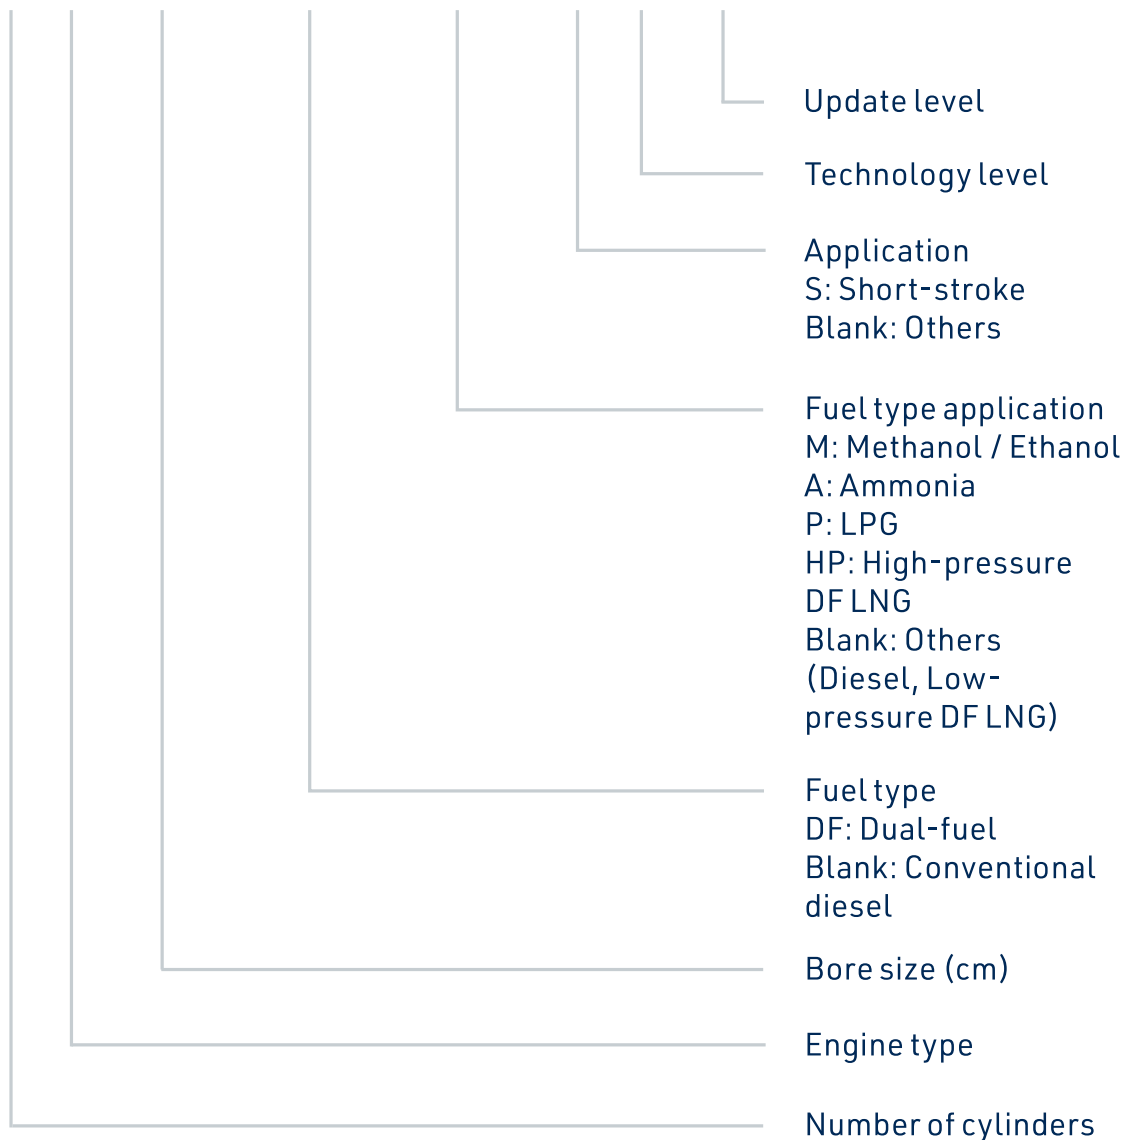 Update level
Technology level
Application
S: Short-stroke
Blank: Others
Fuel type application
M: Methanol / Ethanol
A: Ammonia
P: LPG
HP: High-pressure
DF LNG
Blank: Others
(Diesel, Low-
pressure DF LNG)
Fuel type
DF: Dual-fuel
Blank: Conventional
diesel
Bore size (cm)
Engine type
Number of cylinders